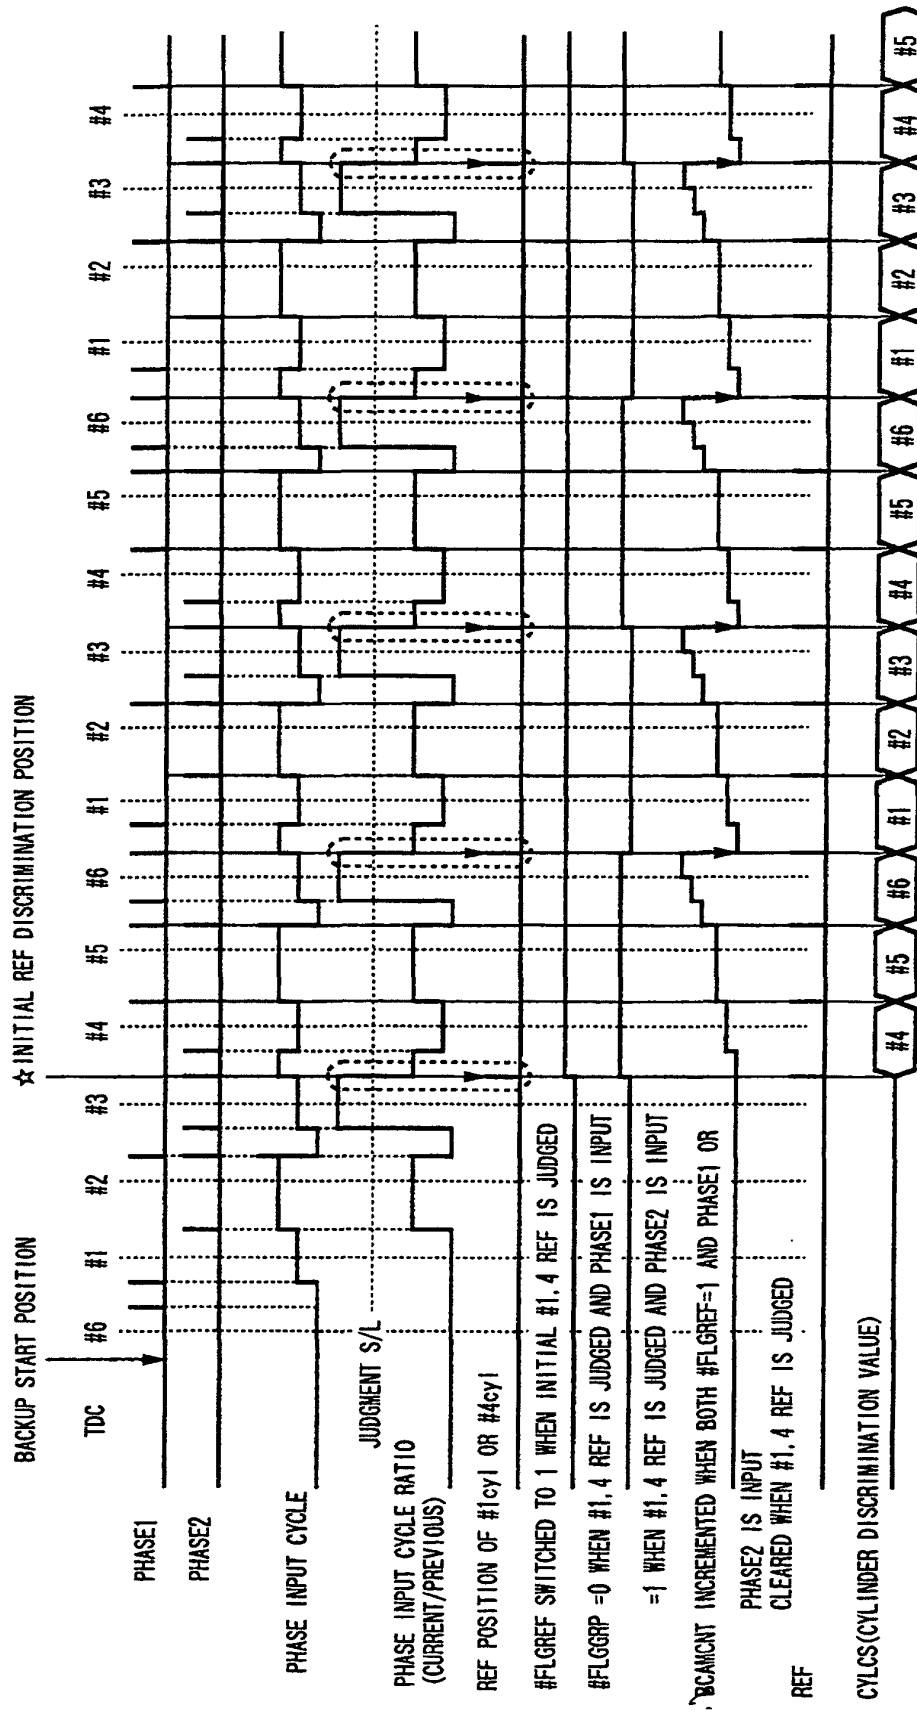 BACKUP START POSITION
☆INITIAL REF DISCRIMINATION POSITION
TDC #6 #1 #2 #3 #4 #5 #6 #1 #2 #3 #4 #5 #6 #1 #2 #3 #4
PHASE1
PHASE2
PHASE INPUT CYCLE
JUDGMENT S/L
PHASE INPUT CYCLE RATIO
(CURRENT/PREVIOUS)
REF POSITION OF #1cyl OR #4cyl
#FLGREF SWITCHED TO 1 WHEN INITIAL #1,4 REF IS JUDGED
#FLGGRP =0 WHEN #1,4 REF IS JUDGED AND PHASE1 IS INPUT
=1 WHEN #1,4 REF IS JUDGED AND PHASE2 IS INPUT
BCAMCNT INCREMENTED WHEN BOTH #FLGREF=1 AND PHASE1 OR
PHASE2 IS INPUT
CLEARED WHEN #1,4 REF IS JUDGED
REF
CYLCS(CYLINDER DISCRIMINATION VALUE) #4 #5 #6 #1 #2 #3 #4 #5 #6 #1 #2 #3 #4 #5